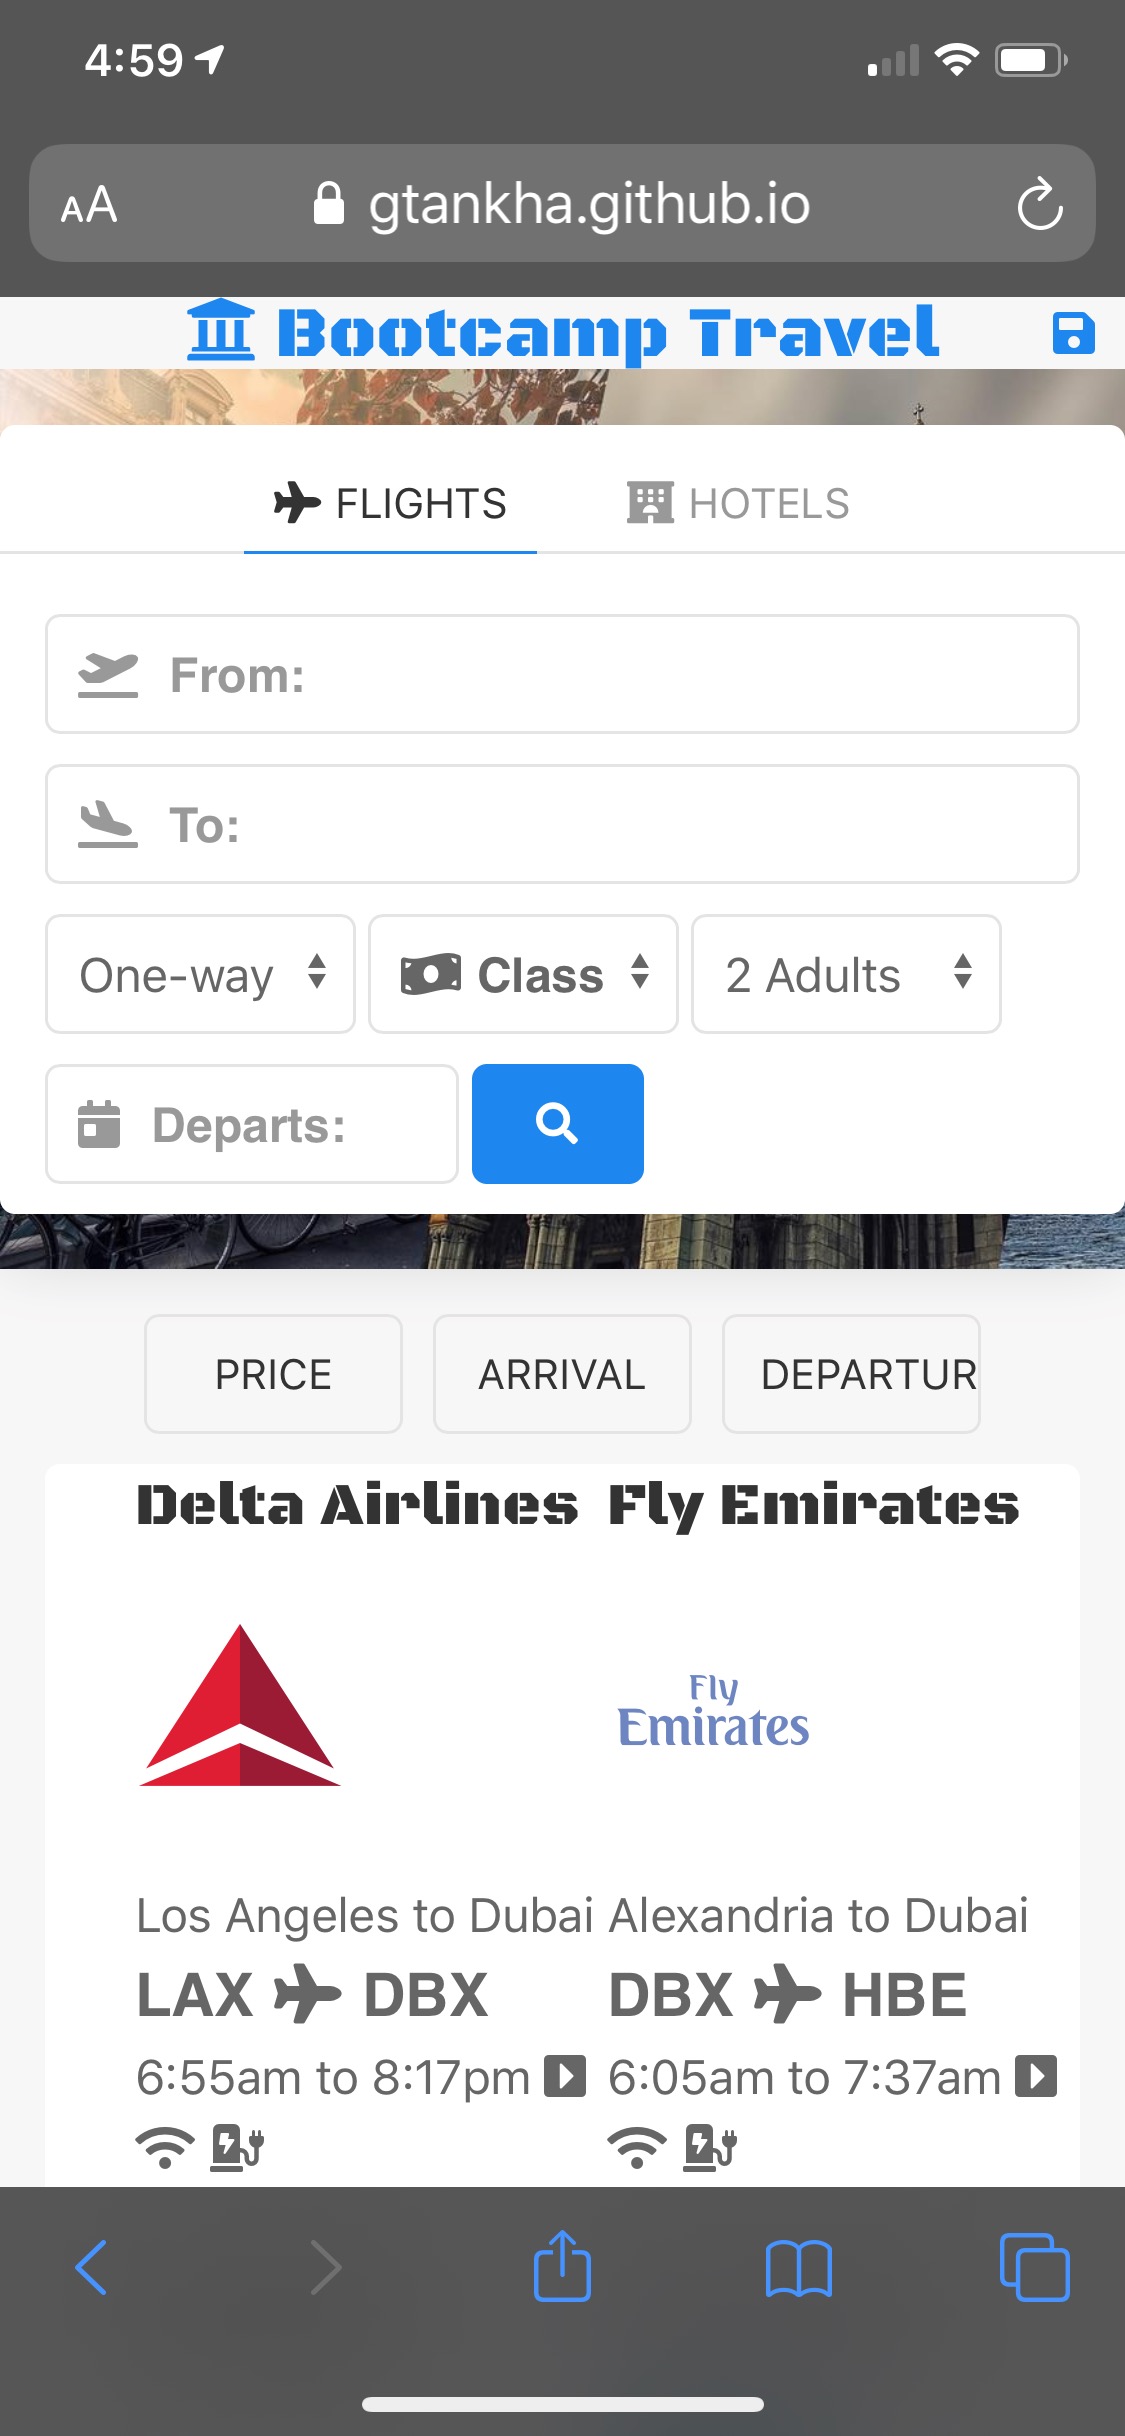 4:59
AA gtankha.github.io
Bootcamp Travel
FLIGHTS HOTELS
From:
To:
One-way Class 2 Adults
Departs:
PRICE ARRIVAL DEPARTUR
Delta Airlines Fly Emirates
Fly
Emirates
Los Angeles to Dubai Alexandria to Dubai
LAX DBX DBX HBE
6:55am to 8:17pm 6:05am to 7:37am